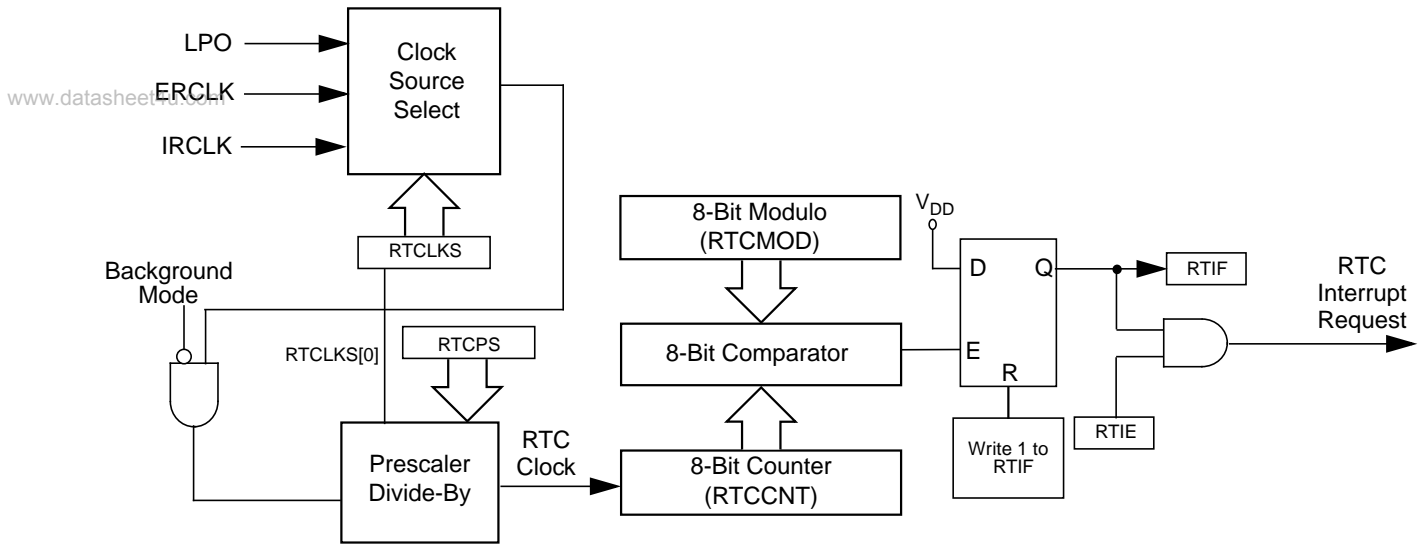 LPO
ERCLK
IRCLK
www.datasheet4u.com
Clock
Source
Select
RTCLKS
Background
Mode
RTCLKS[0]
RTCPS
Prescaler
Divide-By
RTC
Clock
8-Bit Modulo
(RTCMOD)
8-Bit Comparator
8-Bit Counter
(RTCCNT)
VDD
D
Q
E
R
Write 1 to
RTIF
RTIF
RTIE
RTC
Interrupt
Request